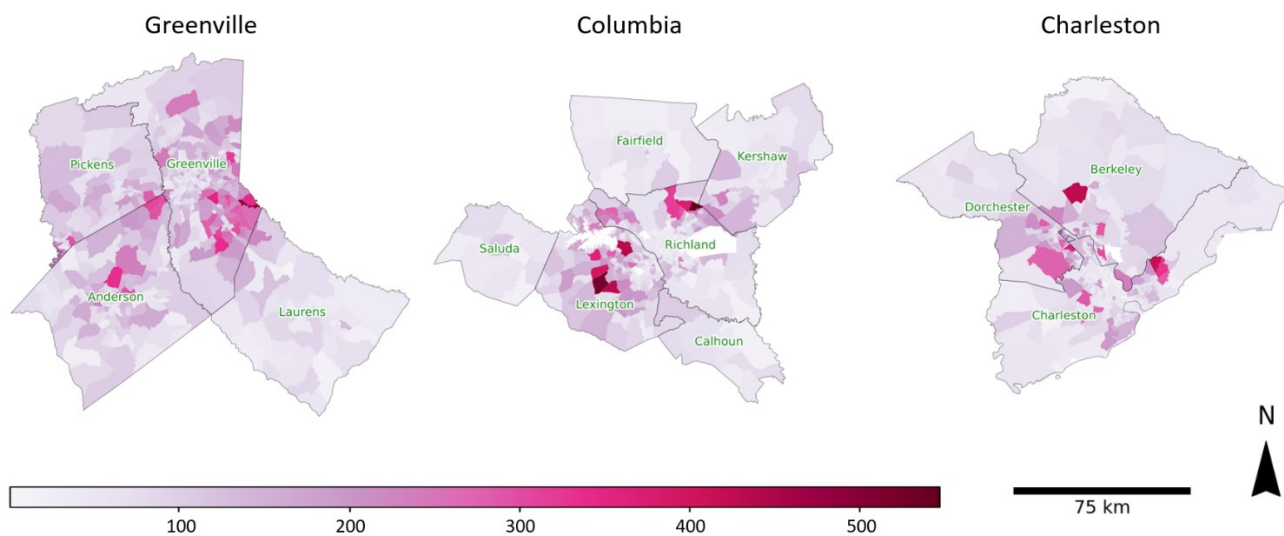 Greenville
Columbia
Charleston
Pickens
Greenville
Anderson
Laurens
Fairfield
Kershaw
Saluda
Richland
Lexington
Calhoun
Berkeley
Dorchester
Charleston
N
100 200 300 400 500
75 km